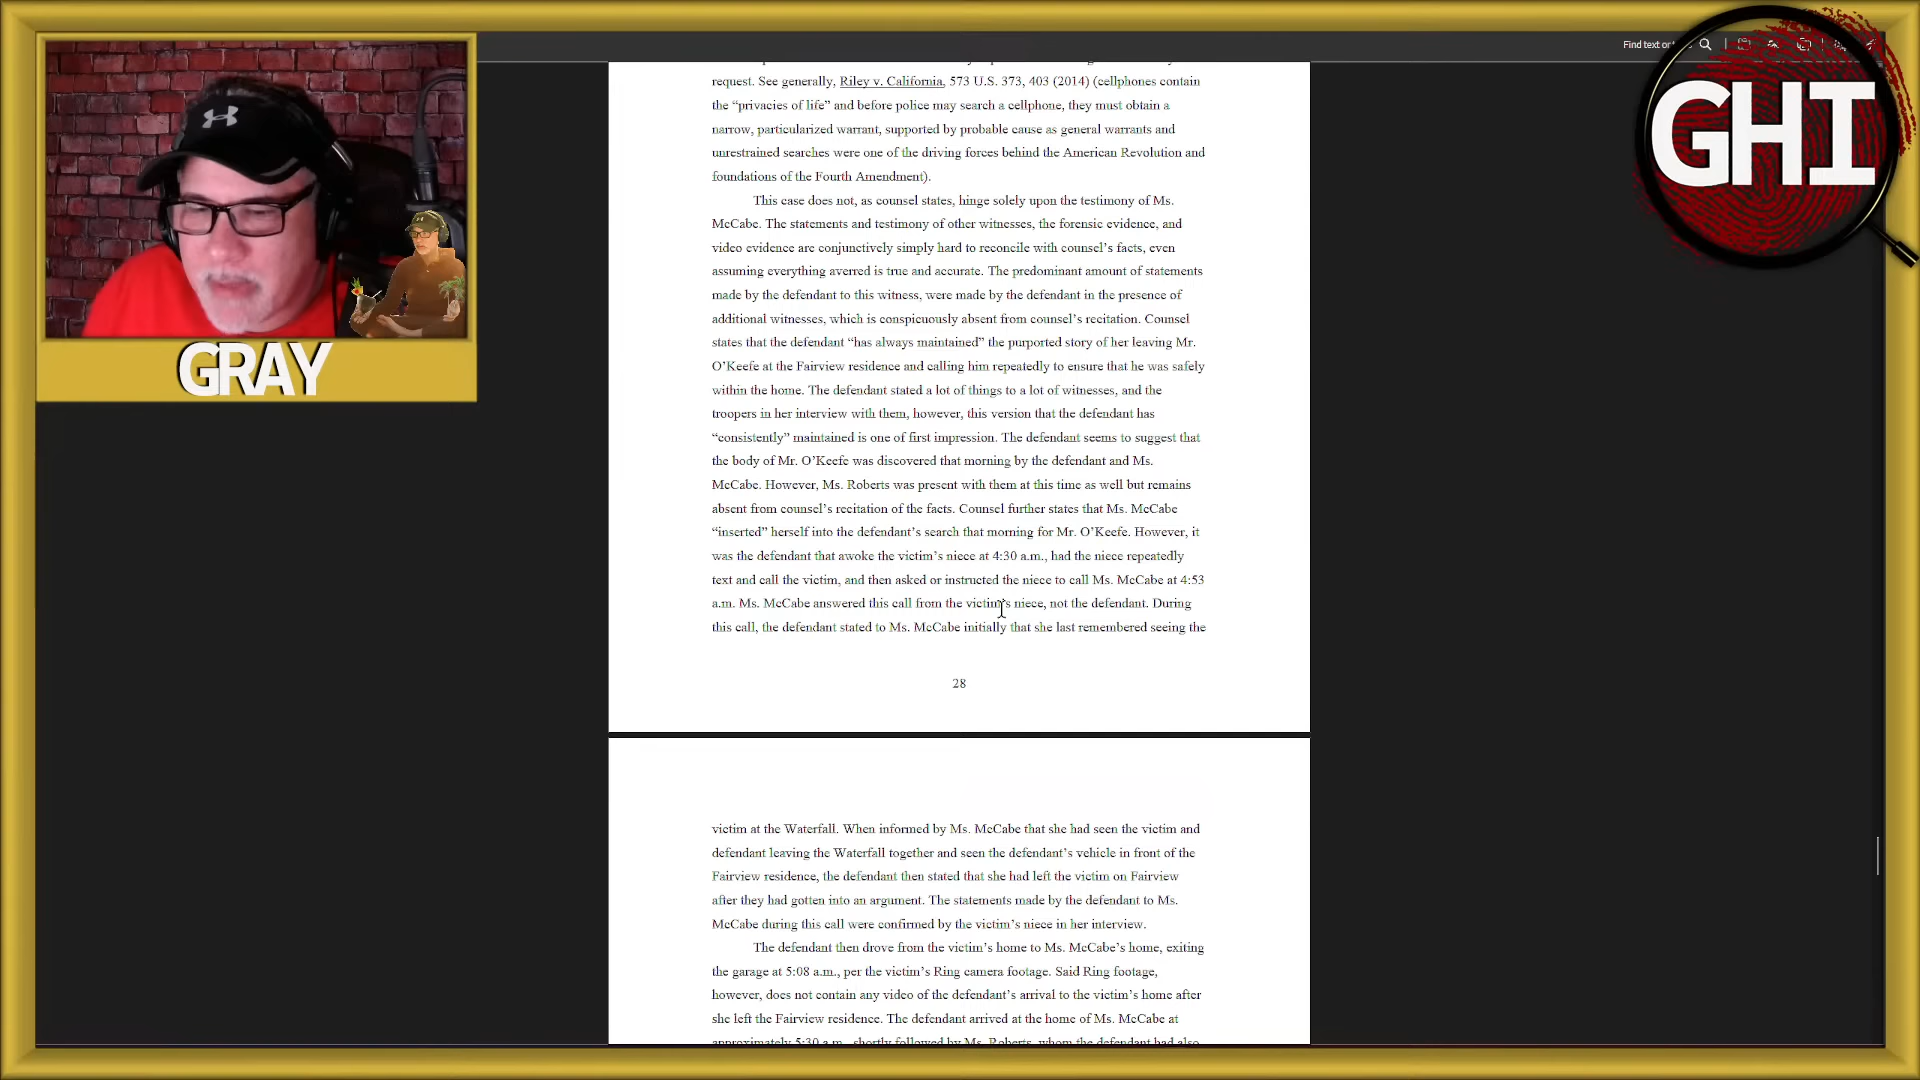 Find text or
GHI
GRAY
request. See generally, Riley v. California, 573 U.S. 373, 403 (2014) (cellphones contain
the “privacies of life” and before police may search a cellphone, they must obtain a
narrow, particularized warrant, supported by probable cause as general warrants and
unrestrained searches were one of the driving forces behind the American Revolution and
foundations of the Fourth Amendment).
This case does not, as counsel states, hinge solely upon the testimony of Ms.
McCabe. The statements and testimony of other witnesses, the forensic evidence, and
video evidence are conjunctively simply hard to reconcile with counsel’s facts, even
assuming everything averred is true and accurate. The predominant amount of statements
made by the defendant to this witness, were made by the defendant in the presence of
additional witnesses, which is conspicuously absent from counsel’s recitation. Counsel
states that the defendant “has always maintained” the purported story of her leaving Mr.
O’Keefe at the Fairview residence and calling him repeatedly to ensure that he was safely
within the home. The defendant stated a lot of things to a lot of witnesses, and the
troopers in her interview with them, however, this version that the defendant has
“consistently” maintained is one of first impression. The defendant seems to suggest that
the body of Mr. O’Keefe was discovered that morning by the defendant and Ms.
McCabe. However, Ms. Roberts was present with them at this time as well but remains
absent from counsel’s recitation of the facts. Counsel further states that Ms. McCabe
“inserted” herself into the defendant’s search that morning for Mr. O’Keefe. However, it
was the defendant that awoke the victim’s niece at 4:30 a.m., had the niece repeatedly
text and call the victim, and then asked or instructed the niece to call Ms. McCabe at 4:53
a.m. Ms. McCabe answered this call from the victim’s niece, not the defendant. During
this call, the defendant stated to Ms. McCabe initially that she last remembered seeing the
28
victim at the Waterfall. When informed by Ms. McCabe that she had seen the victim and
defendant leaving the Waterfall together and seen the defendant’s vehicle in front of the
Fairview residence, the defendant then stated that she had left the victim on Fairview
after they had gotten into an argument. The statements made by the defendant to Ms.
McCabe during this call were confirmed by the victim’s niece in her interview.
The defendant then drove from the victim’s home to Ms. McCabe’s home, exiting
the garage at 5:08 a.m., per the victim’s Ring camera footage. Said Ring footage,
however, does not contain any video of the defendant’s arrival to the victim’s home after
she left the Fairview residence. The defendant arrived at the home of Ms. McCabe at
approximately 5:30 a.m., shortly followed by Ms. Roberts, whom the defendant had also